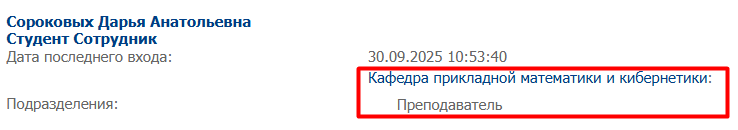 Сороковых Дарья Анатольевна
Студент Сотрудник
Дата последнего входа: 30.09.2025 10:53:40
Кафедра прикладной математики и кибернетики:
Подразделения: Преподаватель